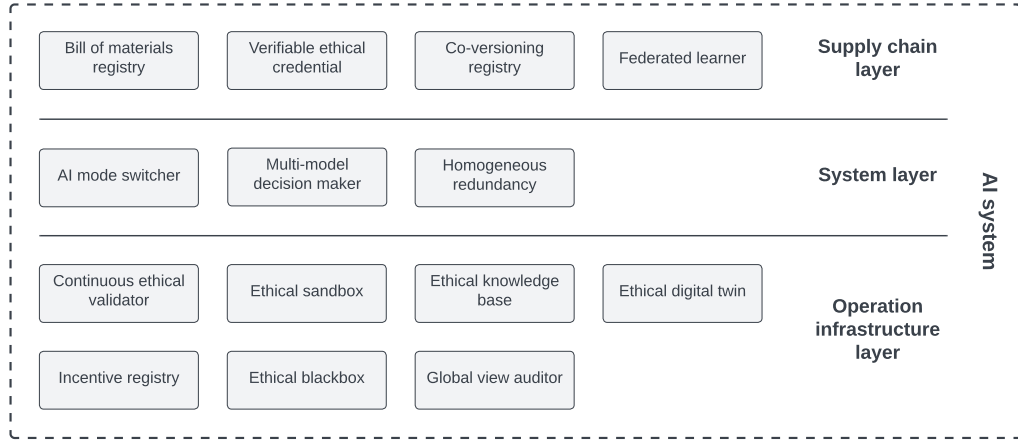 Bill of materials
registry
Verifiable ethical
credential
Co-versioning
registry
Federated learner
Supply chain
layer
AI mode switcher
Multi-model
decision maker
Homogeneous
redundancy
System layer
AI system
Continuous ethical
validator
Ethical sandbox
Ethical knowledge
base
Ethical digital twin
Operation
infrastructure
layer
Incentive registry
Ethical blackbox
Global view auditor